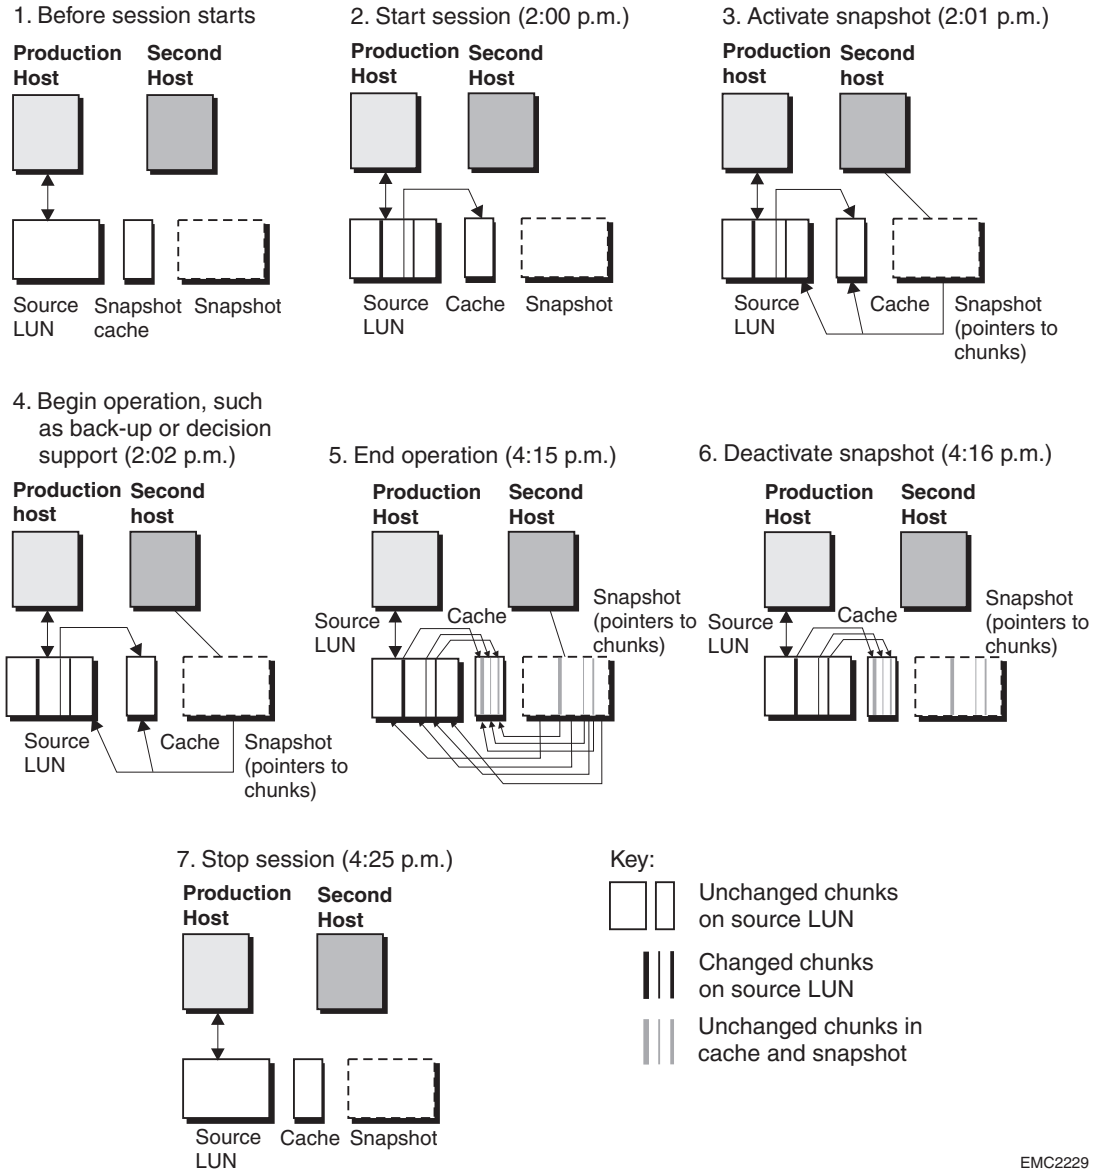 1. Before session starts
Production
Host
Second
Host
Source
LUN
Snapshot
cache
Snapshot
2. Start session (2:00 p.m.)
Production
Host
Second
Host
Source
LUN
Cache
Snapshot
3. Activate snapshot (2:01 p.m.)
Production
host
Second
host
Source
LUN
Cache
Snapshot
(pointers to
chunks)
4. Begin operation, such
as back-up or decision
support (2:02 p.m.)
Production
host
Second
host
Source
LUN
Cache
Snapshot
(pointers to
chunks)
5. End operation (4:15 p.m.)
Production
Host
Second
Host
Source
LUN
Cache
Snapshot
(pointers to
chunks)
6. Deactivate snapshot (4:16 p.m.)
Production
Host
Second
Host
Source
LUN
Cache
Snapshot
(pointers to
chunks)
7. Stop session (4:25 p.m.)
Production
Host
Second
Host
Source
LUN
Cache
Snapshot
Key:
Unchanged chunks
on source LUN
Changed chunks
on source LUN
Unchanged chunks in
cache and snapshot
EMC2229